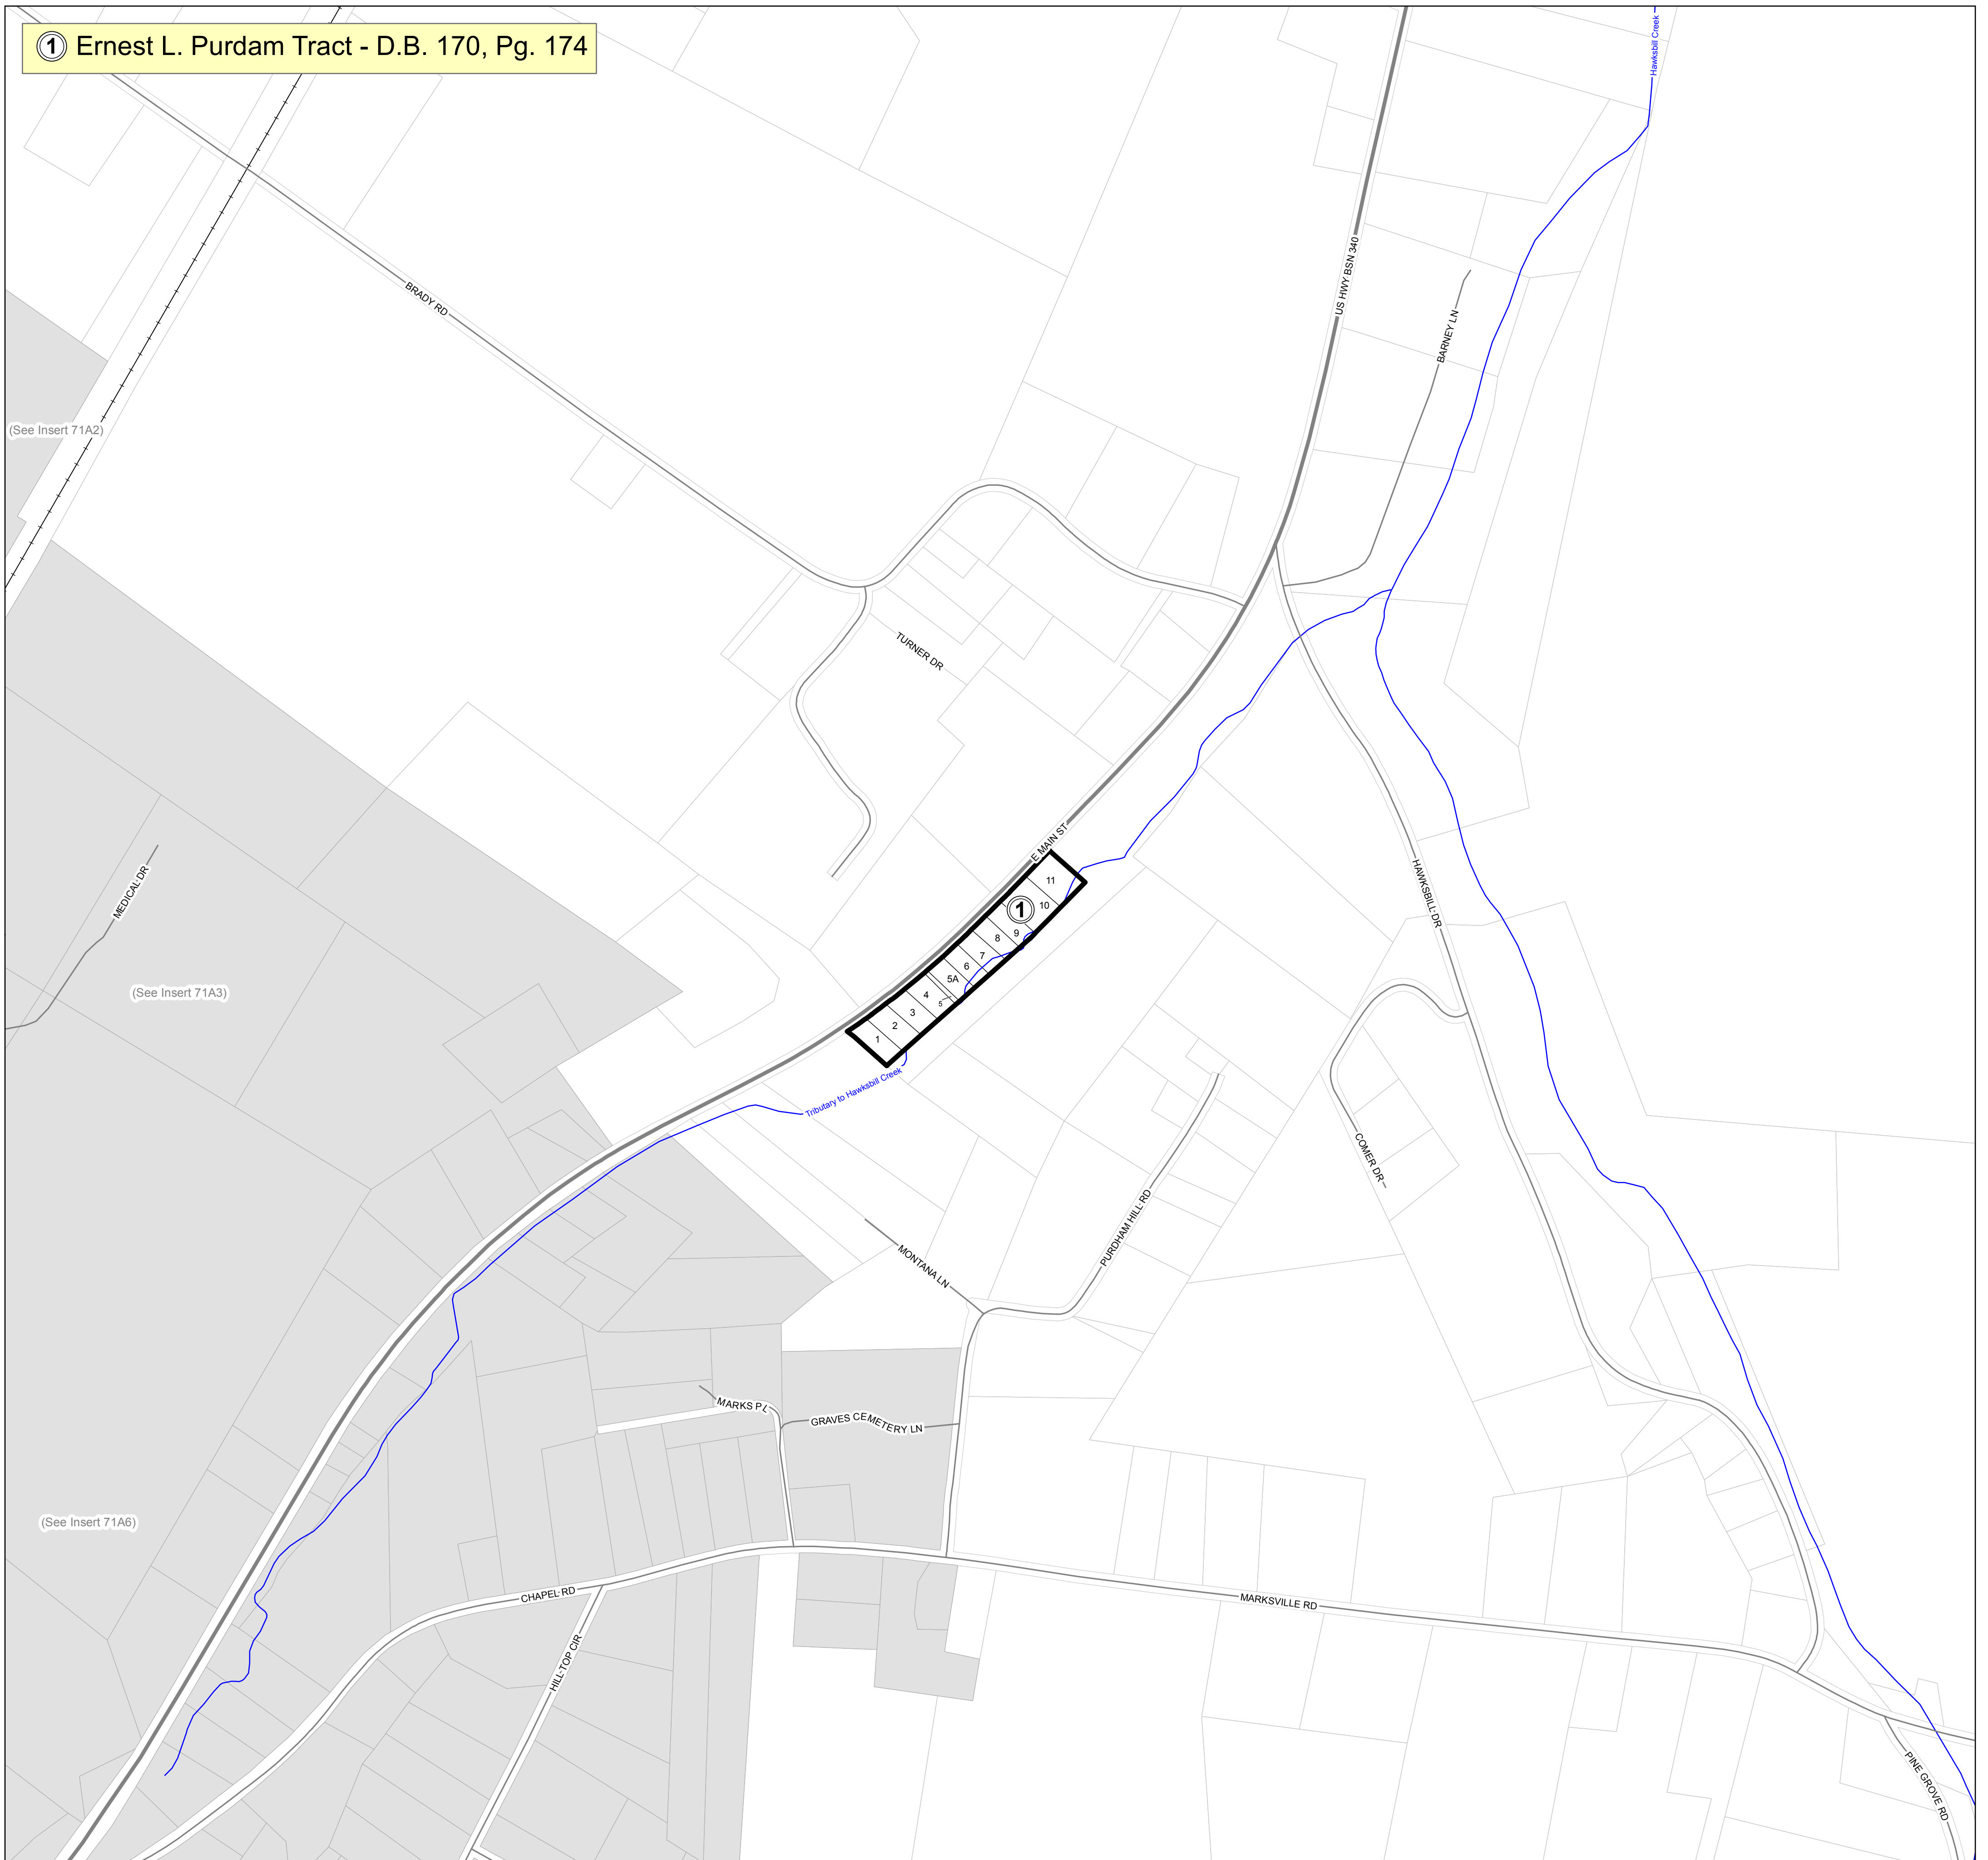 1 Ernest L. Purdam Tract - D.B. 170, Pg. 174
Hawksbill Creek
US HWY BSN 340
BRADY RD
BARNEY LN
(See Insert 71A2)
TURNER DR
E MAIN ST
MEDICAL DR
HAWKSBILL DR
11
1
10
9
8
7
6
5A
5
4
3
2
1
(See Insert 71A3)
Tributary to Hawksbill Creek
COMER DR
PURDHAM HILL RD
MONTANA LN
MARKS PL
GRAVES CEMETERY LN
(See Insert 71A6)
CHAPEL RD
MARKSVILLE RD
HILL TOP CIR
PINE GROVE RD